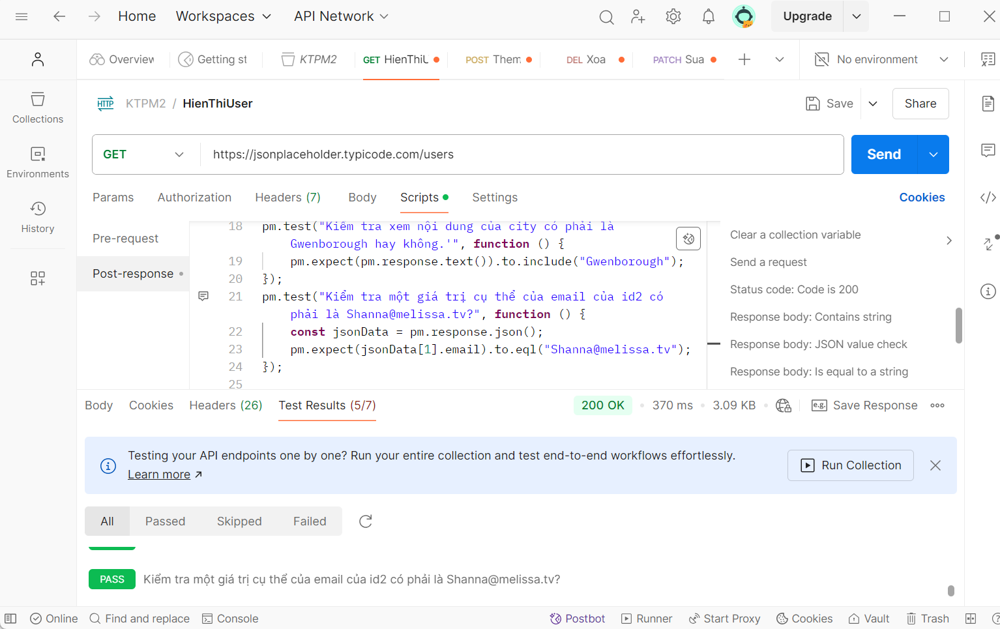 Home Workspaces API Network Upgrade
Overview Getting st KTPM2 GET HienThiU POST Them DEL Xoa PATCH Sua No environment
HTTP KTPM2 / HienThiUser Save Share
Collections
GET https://jsonplaceholder.typicode.com/users Send
Environments
Params Authorization Headers (7) Body Scripts Settings Cookies
History
Pre-request
Post-response
18 pm.test("Kiểm tra xem nội dung của city có phải là
Gwenborough hay không.'", function () {
19 pm.expect(pm.response.text()).to.include("Gwenborough");
20 });
21 pm.test("Kiểm tra một giá trị cụ thể của email của id2 có
phải là Shanna@melissa.tv?", function () {
22 const jsonData = pm.response.json();
23 pm.expect(jsonData[1].email).to.eql("Shanna@melissa.tv");
24 });
25
Clear a collection variable
Send a request
Status code: Code is 200
Response body: Contains string
Response body: JSON value check
Response body: Is equal to a string
Body Cookies Headers (26) Test Results (5/7) 200 OK 370 ms 3.09 KB e.g. Save Response
Testing your API endpoints one by one? Run your entire collection and test end-to-end workflows effortlessly.
Learn more
Run Collection
All Passed Skipped Failed
PASS Kiểm tra một giá trị cụ thể của email của id2 có phải là Shanna@melissa.tv?
Online Find and replace Console Postbot Runner Start Proxy Cookies Vault Trash